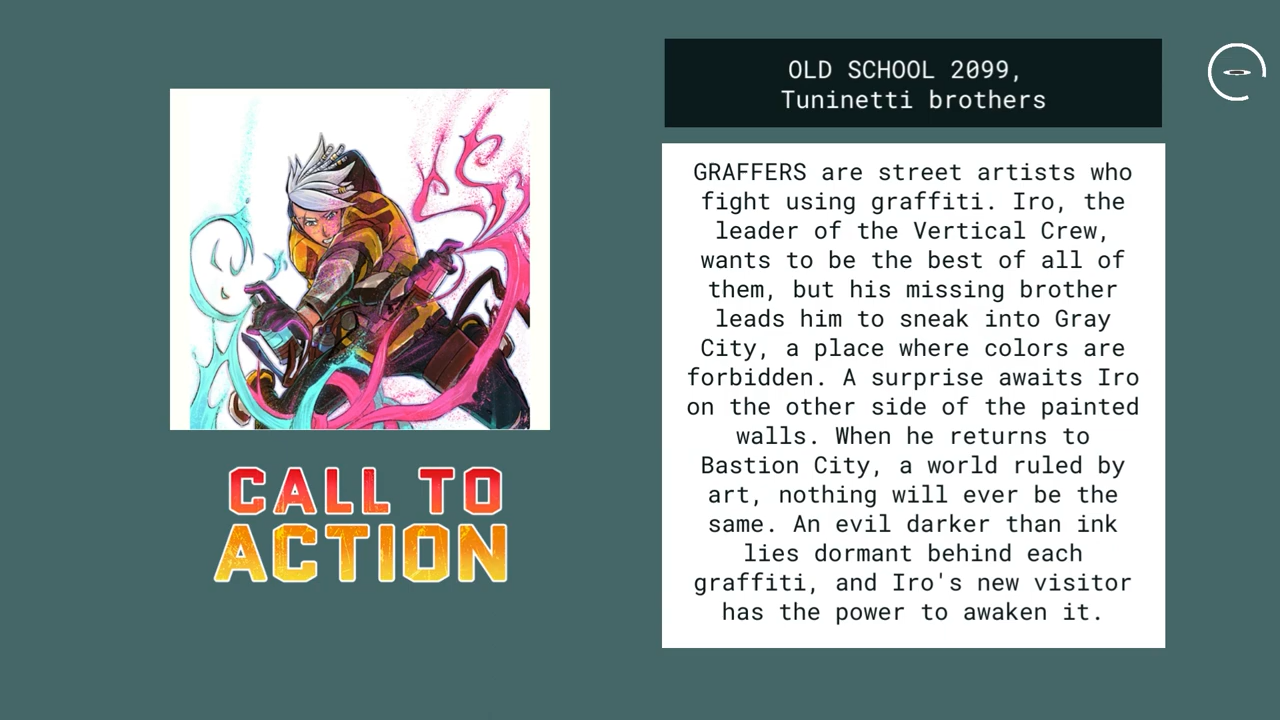 OLD SCHOOL 2099,
Tuninetti brothers
GRAFFERS are street artists who
fight using graffiti. Iro, the
leader of the Vertical Crew,
wants to be the best of all of
them, but his missing brother
leads him to sneak into Gray
City, a place where colors are
forbidden. A surprise awaits Iro
on the other side of the painted
walls. When he returns to
Bastion City, a world ruled by
art, nothing will ever be the
same. An evil darker than ink
lies dormant behind each
graffiti, and Iro's new visitor
has the power to awaken it.
CALL TO
ACTION